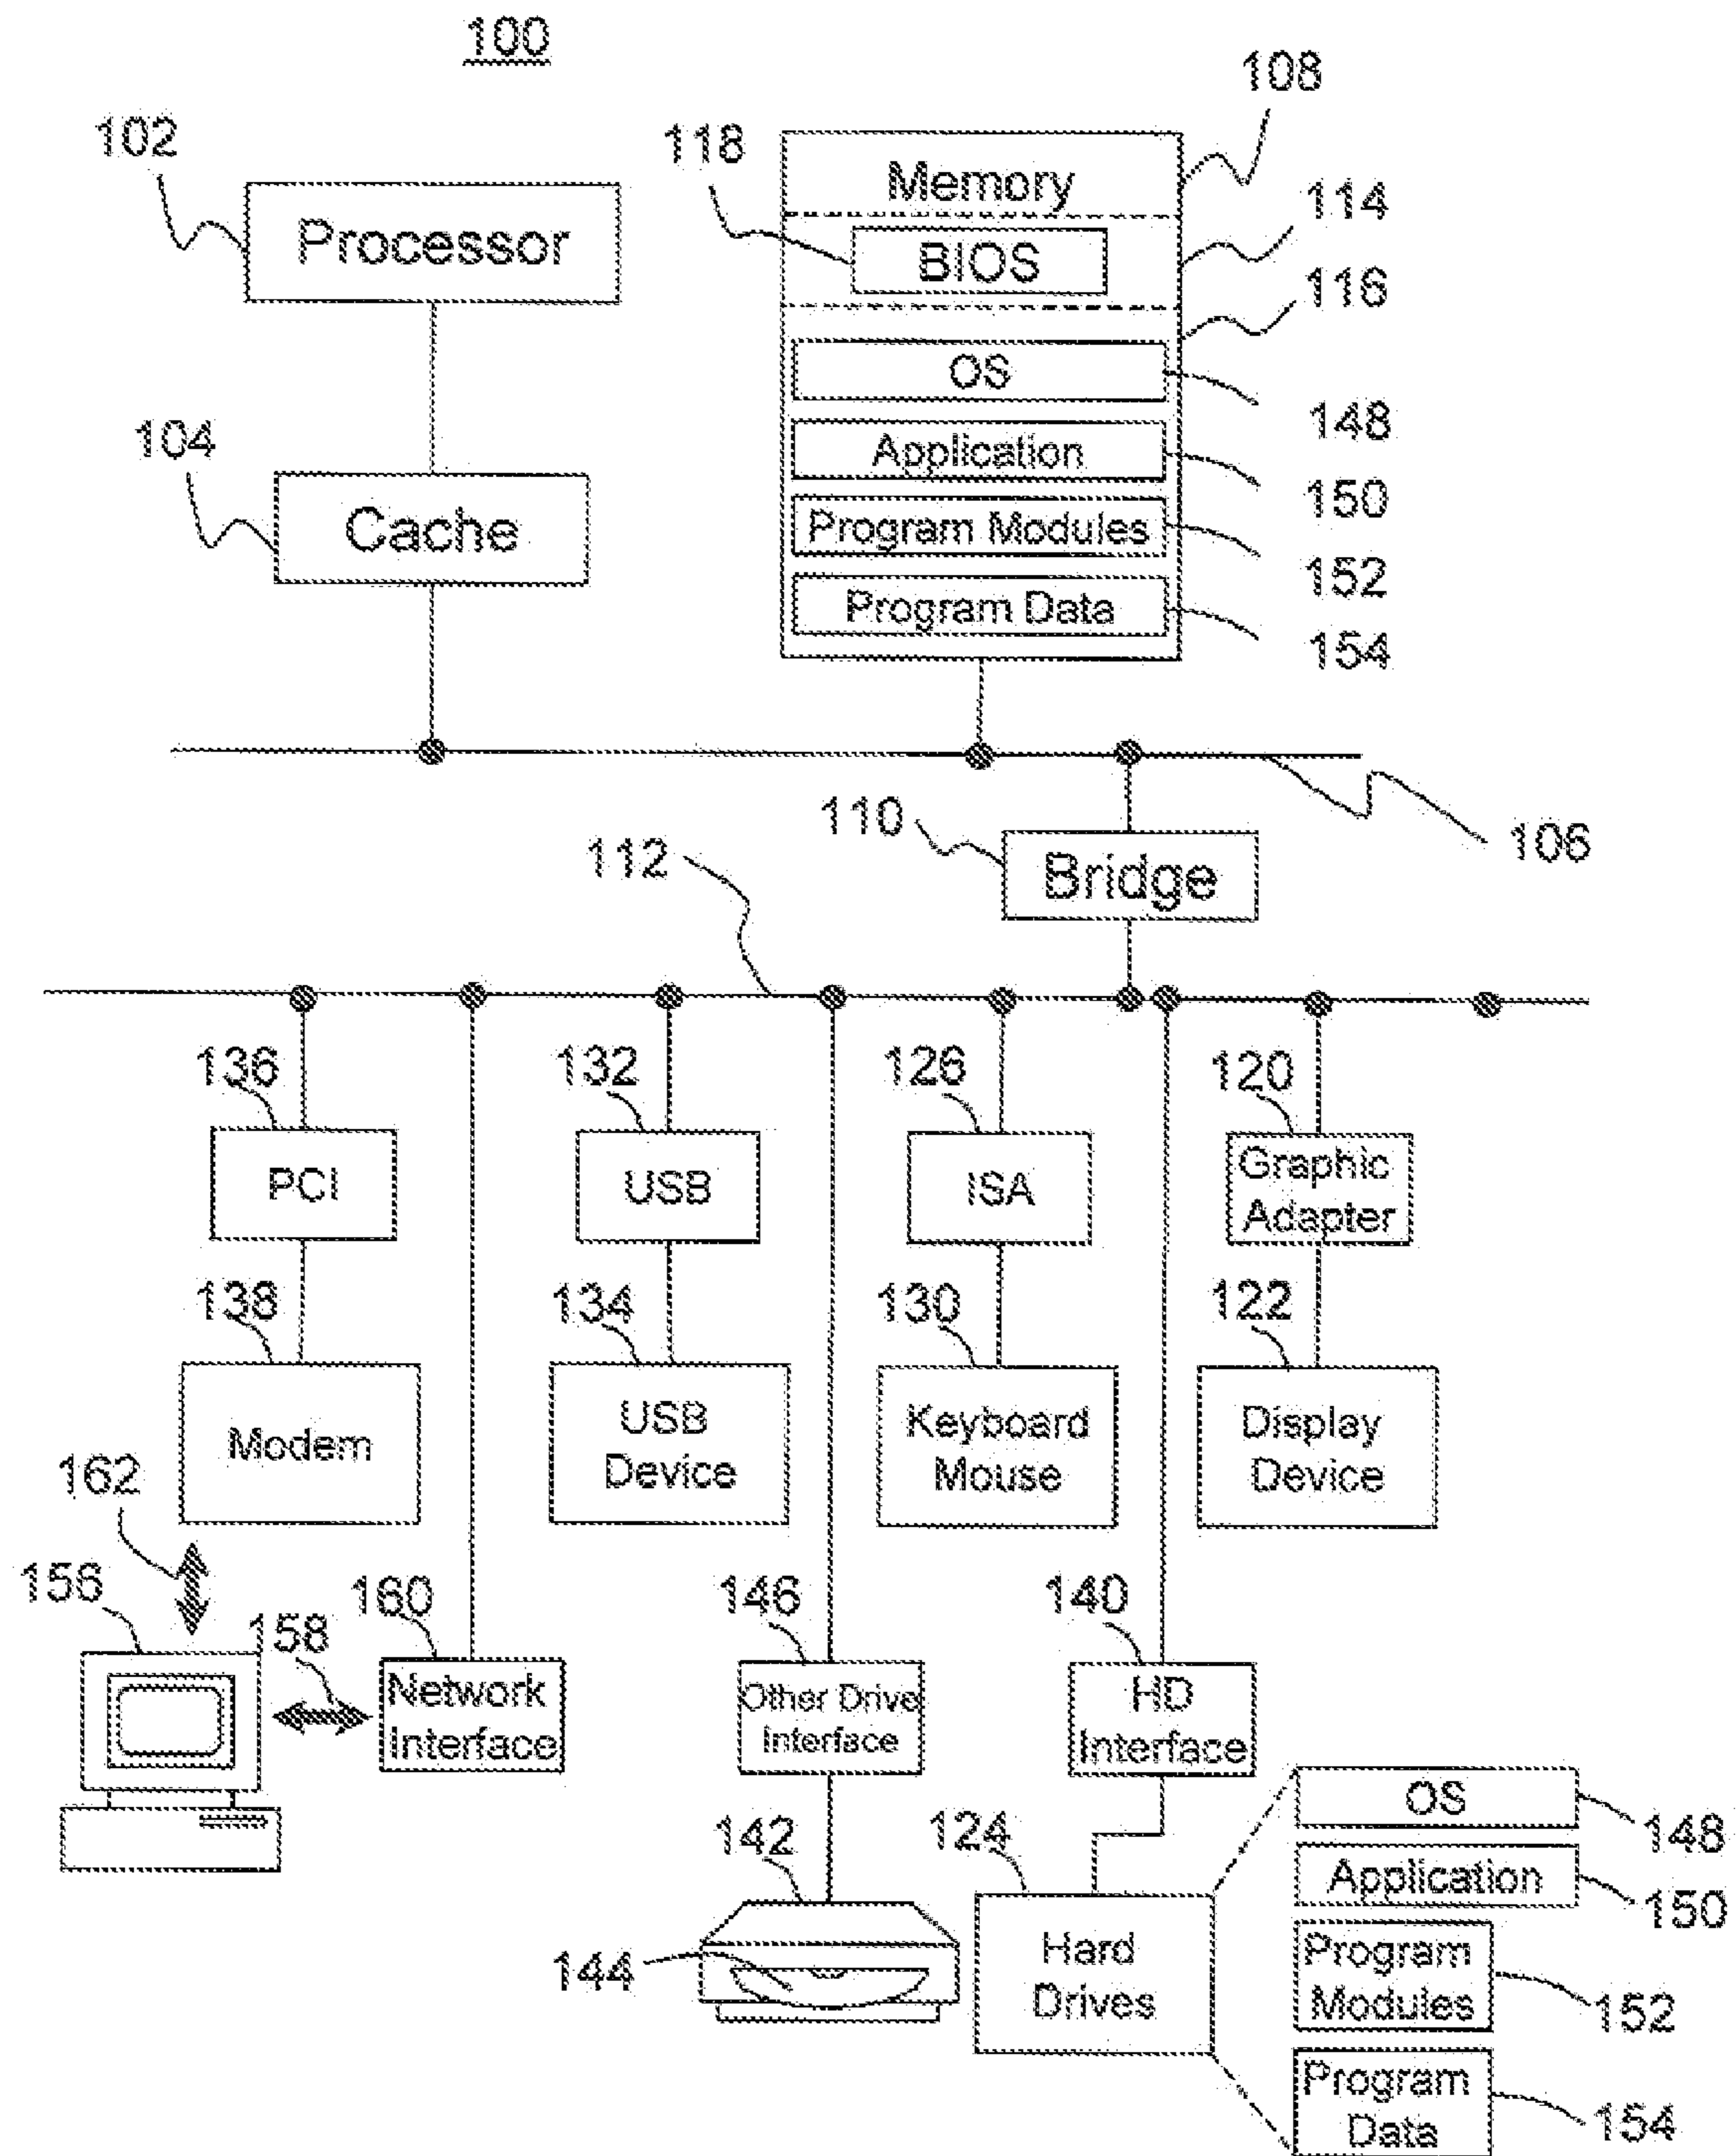 100
108
102
118
Memory
114
Processor
BIOS
116
OS
148
104
Application
150
Cache
Program Modules
152
Program Data
154
110
106
Bridge
112
136
132
126
120
PCI
USB
ISA
Graphic
Adapter
138
134
130
122
Modem
USB
Device
Keyboard
Mouse
Display
Device
162
156
158
160
146
140
Network
Interface
Other Drive
Interface
HD
Interface
OS
148
142
124
Application
150
144
Hard
Drives
Program
Modules
152
Program
Data
154